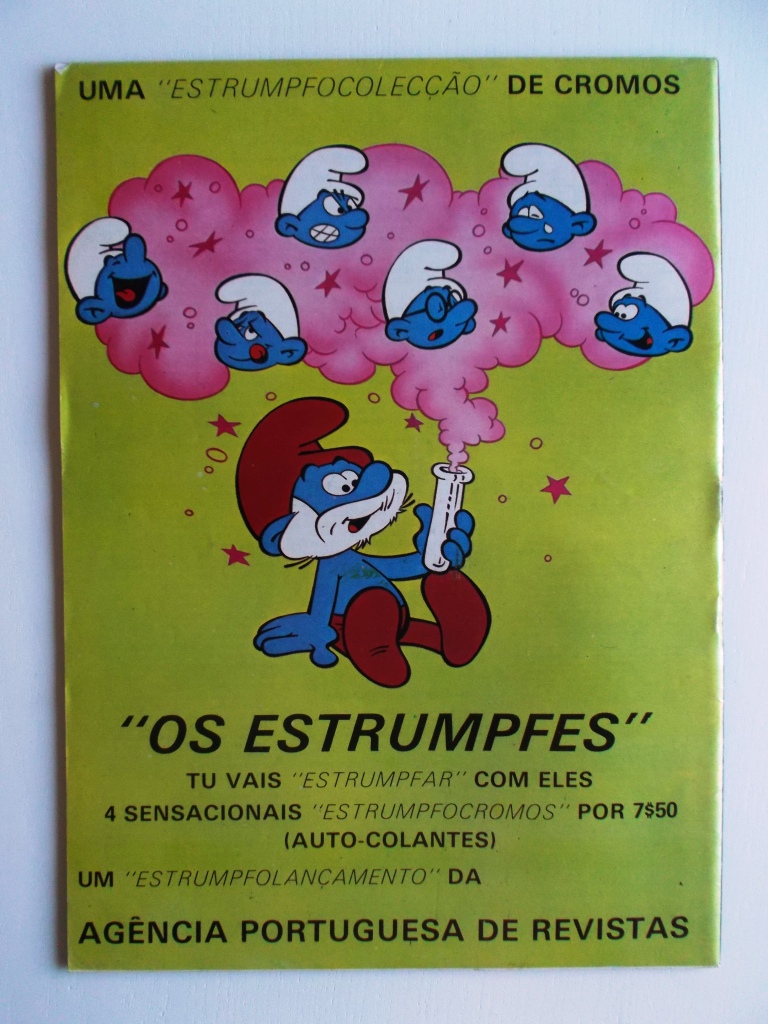 UMA "ESTRUMPFOCOLECÇÃO" DE CROMOS
"OS ESTRUMPFES"
TU VAIS "ESTRUMPFAR" COM ELES
4 SENSACIONAIS "ESTRUMPFOCROMOS" POR 7$50
(AUTO-COLANTES)
UM "ESTRUMPFOLANÇAMENTO" DA
AGÊNCIA PORTUGUESA DE REVISTAS